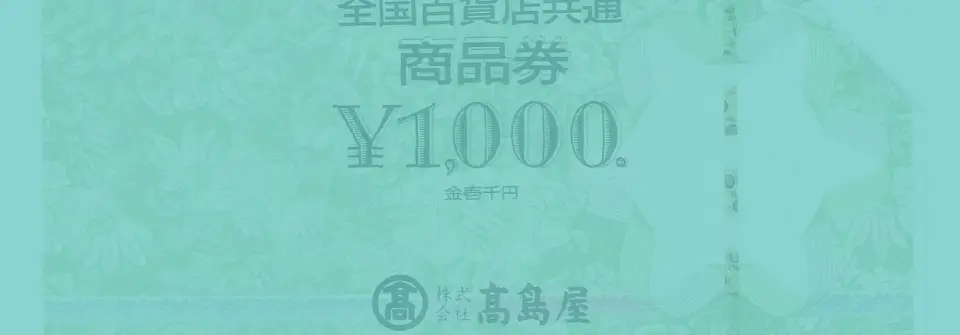 全国百貨店共通
商品券
¥1,000.
金壱千円
髙 株式会社 髙島屋